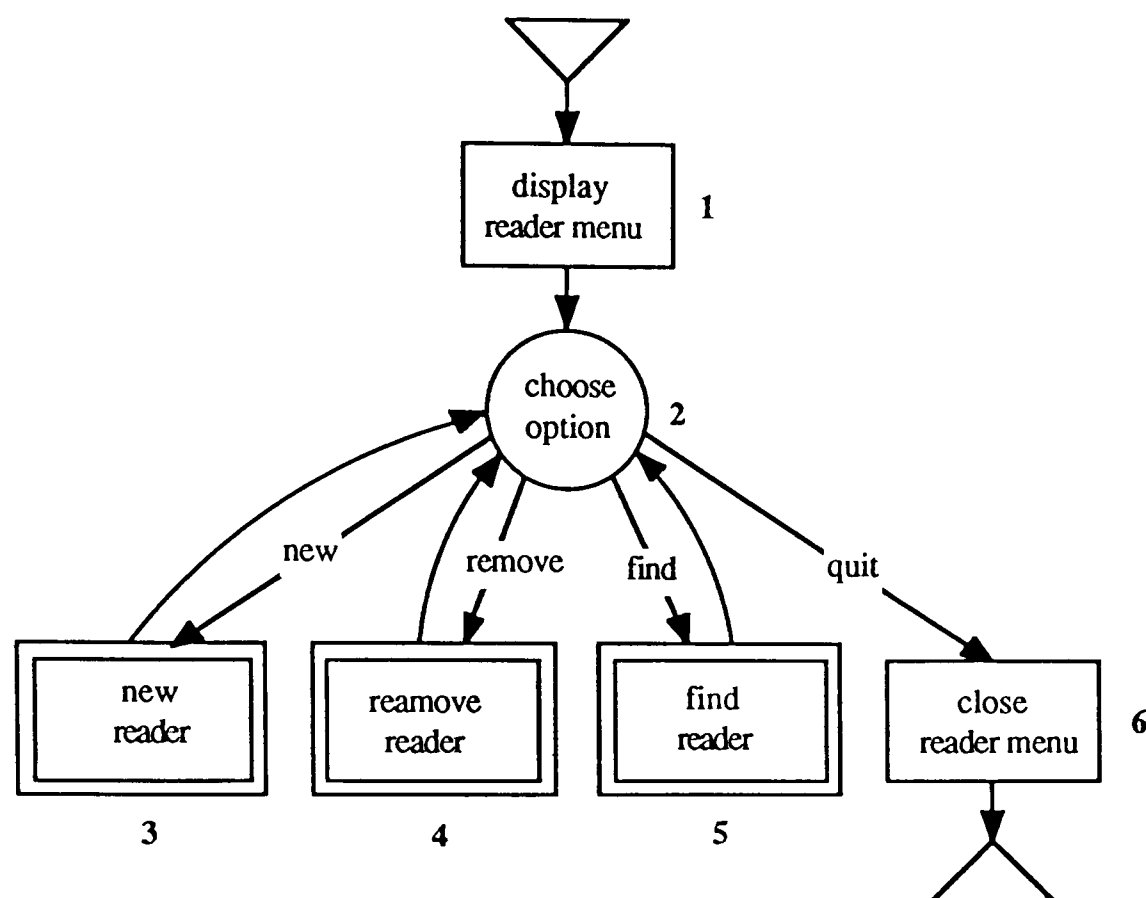 display
reader menu
1
choose
option
2
new
remove
find
quit
new
reader
reamove
reader
find
reader
close
reader menu
6
3
4
5